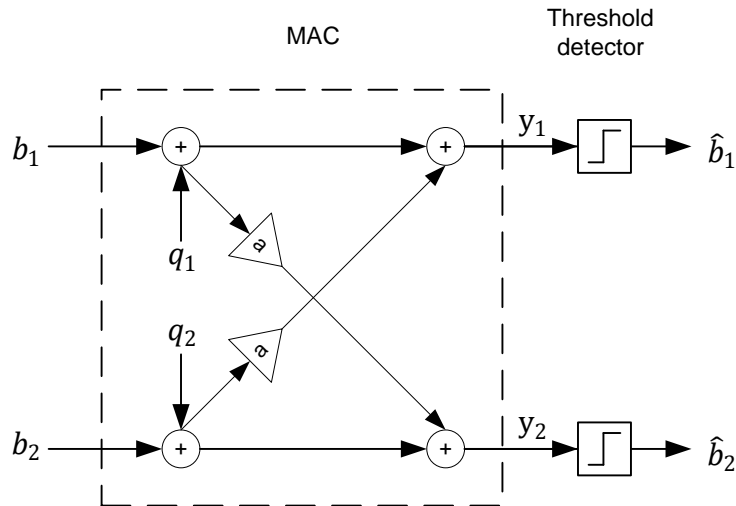 MAC
Threshold
detector
b₁
+
+
y₁
b̂₁
q₁
a
q₂
a
b₂
+
+
y₂
b̂₂